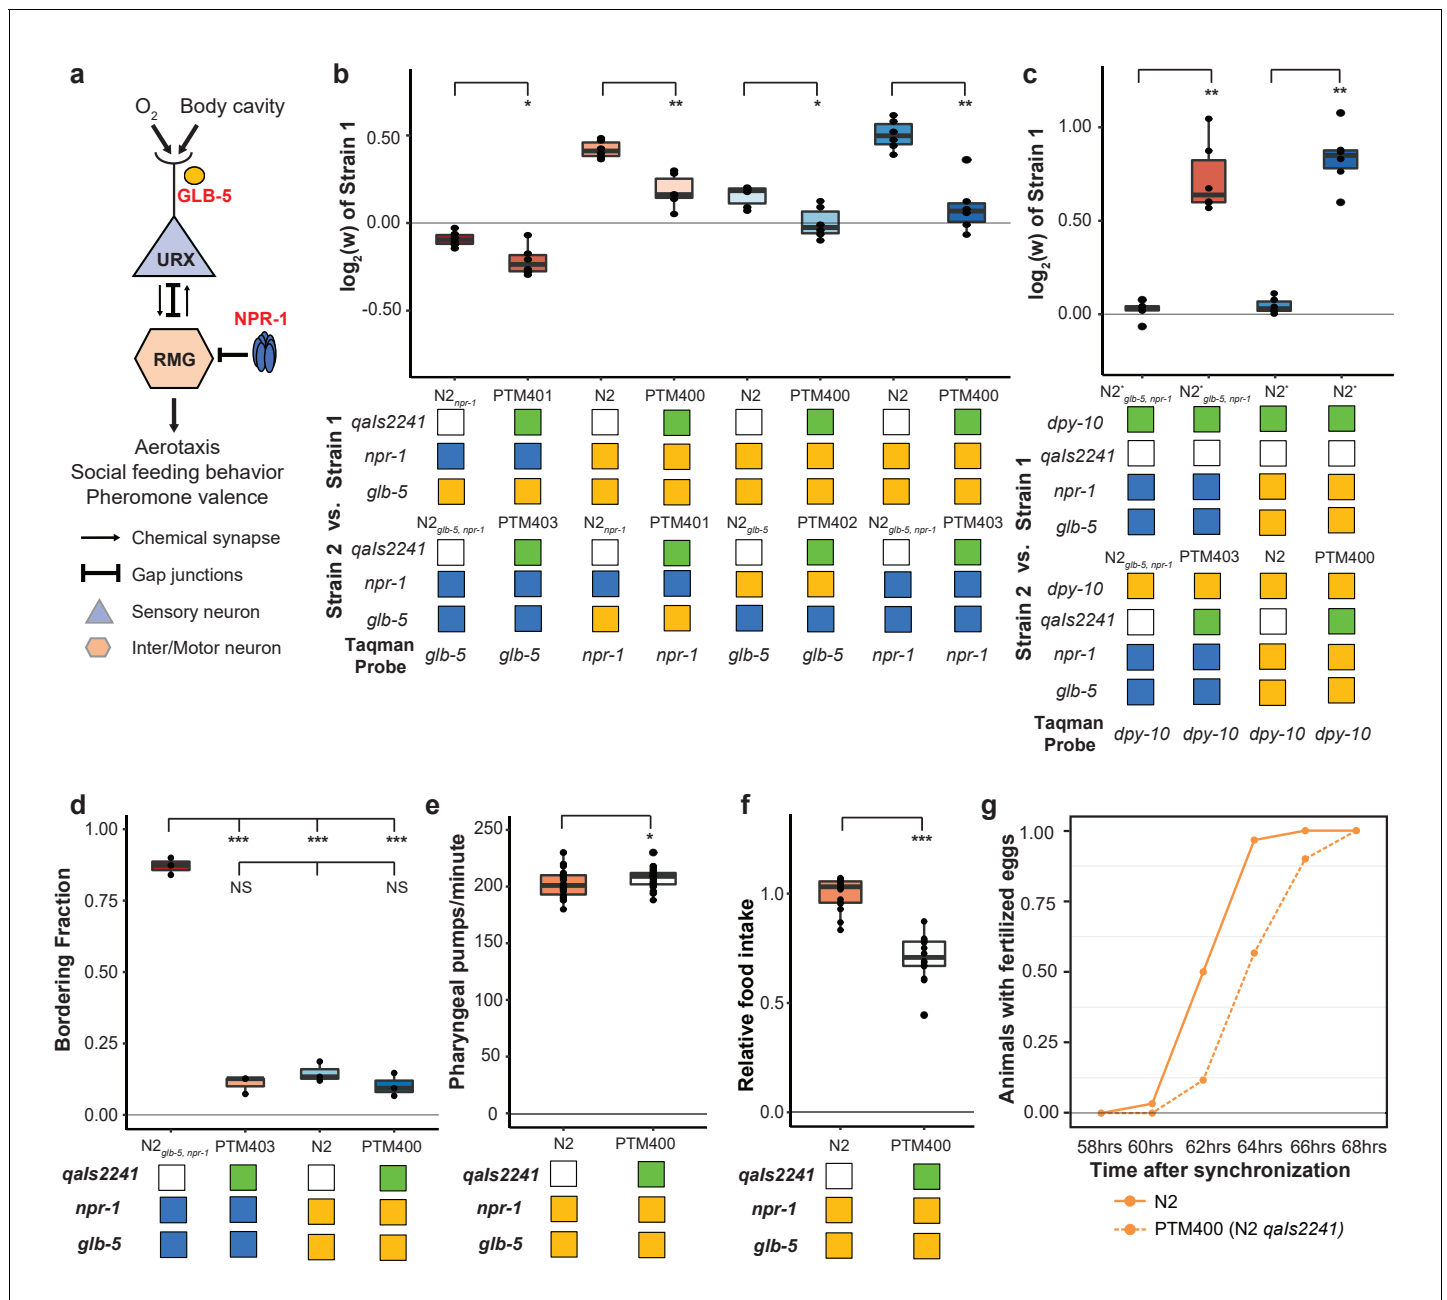 a
O2 Body cavity
GLB-5
URX
NPR-1
RMG
Aerotaxis
Social feeding behavior
Pheromone valence
Chemical synapse
Gap junctions
Sensory neuron
Inter/Motor neuron
b
log2(w) of Strain 1
0.50
0.00
-0.50
* ** * **
N2npr-1 PTM401 N2 PTM400 N2 PTM400 N2 PTM400
Strain 2 vs. Strain 1
qaIs2241
npr-1
glb-5
N2glb-5, npr-1 PTM403 N2npr-1 PTM401 N2glb-5 PTM402 N2glb-5, npr-1 PTM403
qaIs2241
npr-1
glb-5
Taqman
Probe
glb-5 glb-5 npr-1 npr-1 glb-5 glb-5 npr-1 npr-1
c
log2(w) of Strain 1
1.00
0.50
0.00
** **
N2*glb-5, npr-1 N2*glb-5, npr-1 N2* N2*
Strain 2 vs. Strain 1
dpy-10
qaIs2241
npr-1
glb-5
N2glb-5, npr-1 PTM403 N2 PTM400
dpy-10
qaIs2241
npr-1
glb-5
Taqman
Probe
dpy-10 dpy-10 dpy-10 dpy-10
d
Bordering Fraction
1.00
0.75
0.50
0.25
0.00
*** *** ***
NS NS
N2glb-5, npr-1 PTM403 N2 PTM400
qaIs2241
npr-1
glb-5
e
Pharyngeal pumps/minute
250
200
150
100
50
0
*
N2 PTM400
qaIs2241
npr-1
glb-5
f
Relative food intake
1.0
0.5
0.0
***
N2 PTM400
qaIs2241
npr-1
glb-5
g
Animals with fertilized eggs
1.00
0.75
0.50
0.25
0.00
58hrs 60hrs 62hrs 64hrs 66hrs 68hrs
Time after synchronization
N2
PTM400 (N2 qaIs2241)